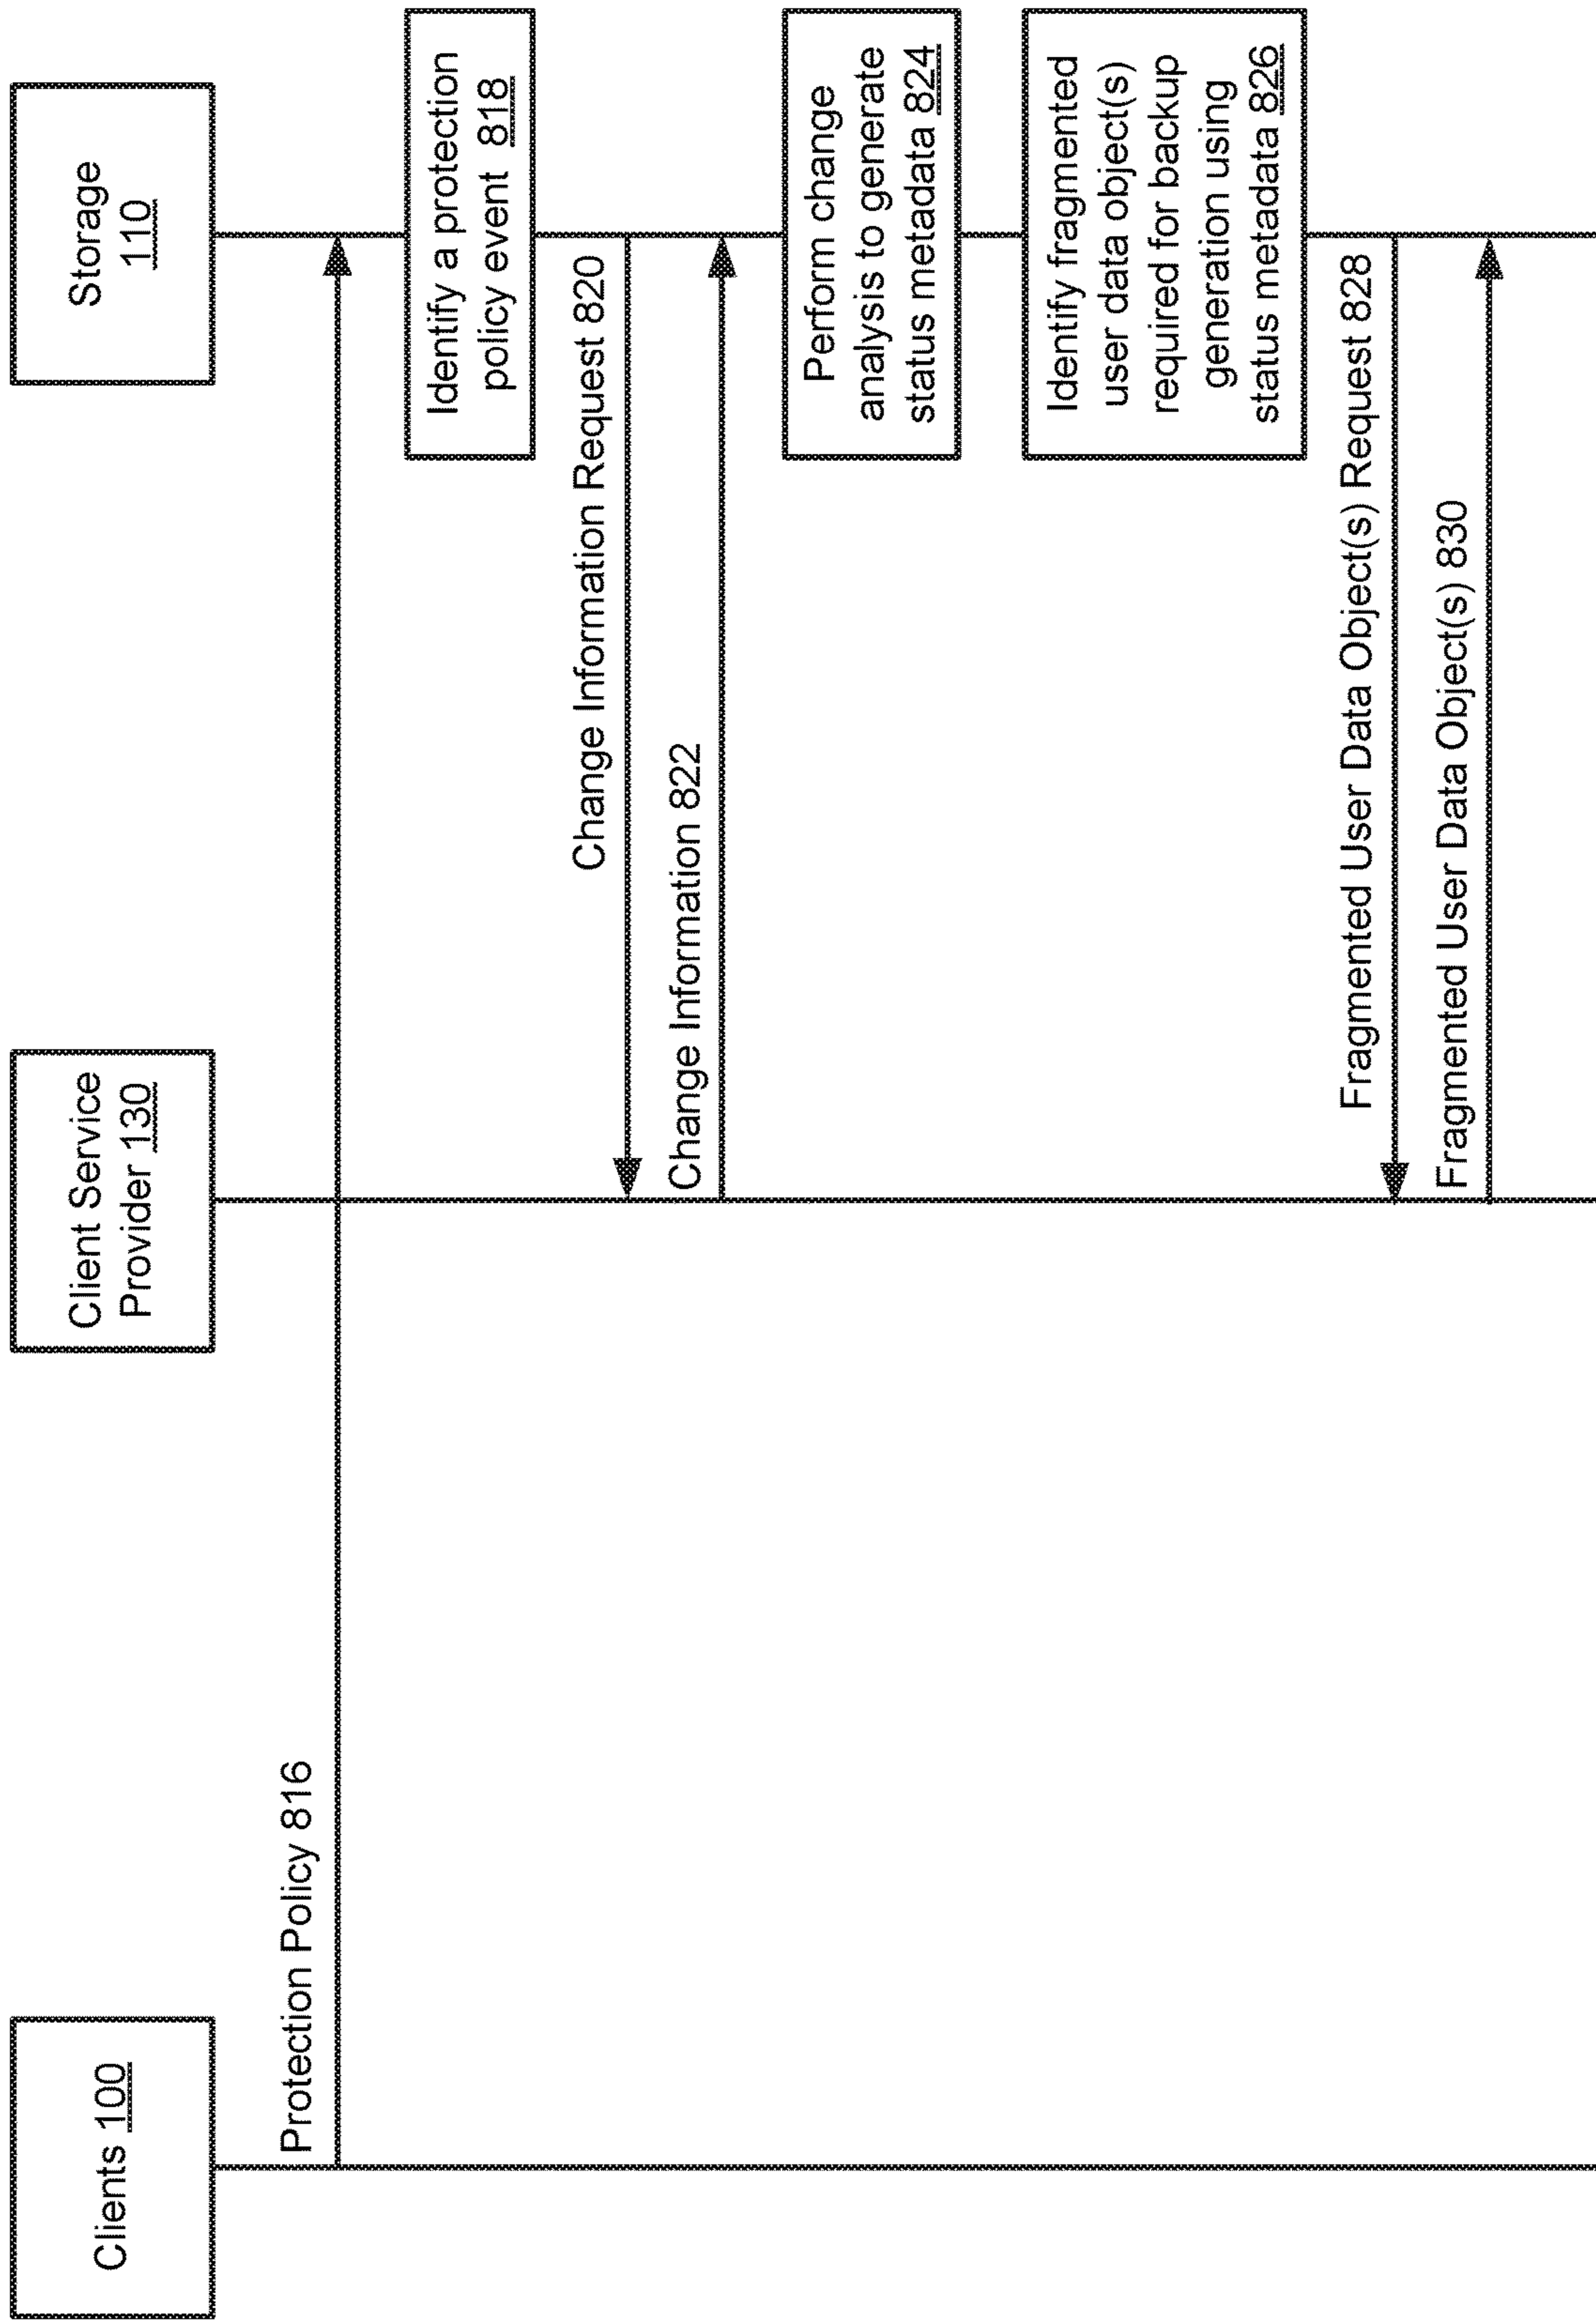 Clients 100
Client Service
Provider 130
Storage
110
Protection Policy 816
Identify a protection
policy event 818
Change Information Request 820
Change Information 822
Perform change
analysis to generate
status metadata 824
Identify fragmented
user data object(s)
required for backup
generation using
status metadata 826
Fragmented User Data Object(s) Request 828
Fragmented User Data Object(s) 830